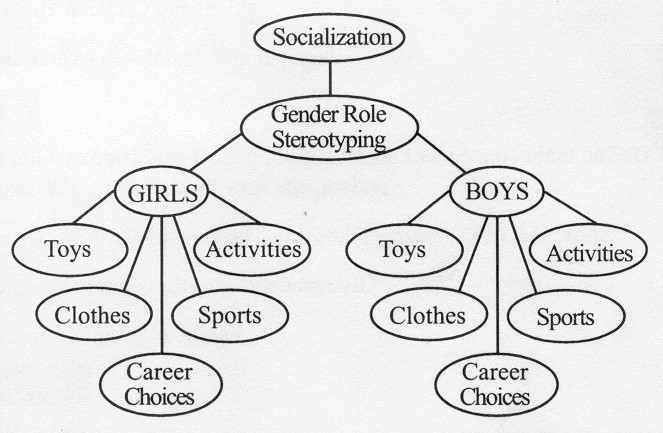 Socialization
Gender Role
Stereotyping
GIRLS
BOYS
Toys
Activities
Toys
Activities
Clothes
Sports
Clothes
Sports
Career
Choices
Career
Choices